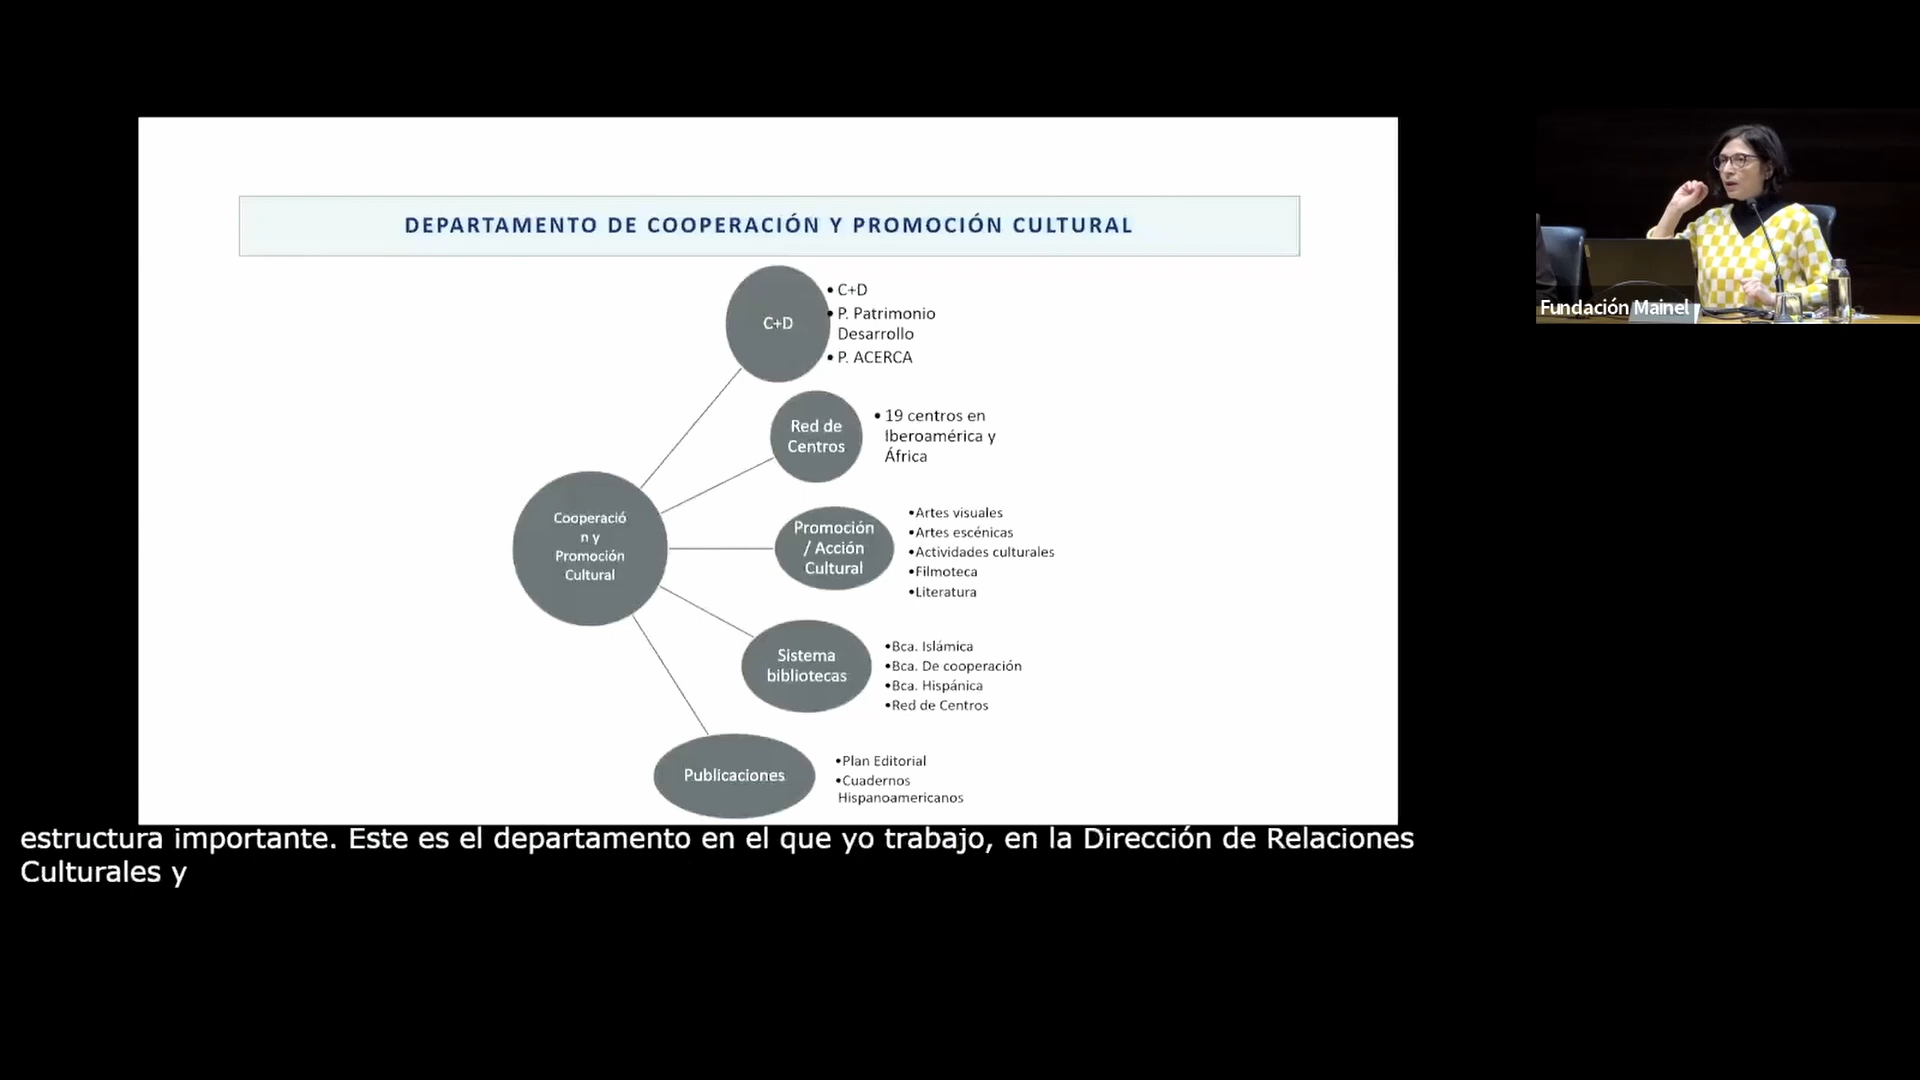 DEPARTAMENTO DE COOPERACIÓN Y PROMOCIÓN CULTURAL
C+D
• C+D
• P. Patrimonio
Desarrollo
• P. ACERCA
Red de
Centros
• 19 centros en
Iberoamérica y
África
Cooperació
n y
Promoción
Cultural
Promoción
/ Acción
Cultural
•Artes visuales
•Artes escénicas
•Actividades culturales
•Filmoteca
•Literatura
Sistema
bibliotecas
•Bca. Islámica
•Bca. De cooperación
•Bca. Hispánica
•Red de Centros
Publicaciones
•Plan Editorial
•Cuadernos
Hispanoamericanos
Fundación Mainel
estructura importante. Este es el departamento en el que yo trabajo, en la Dirección de Relaciones
Culturales y